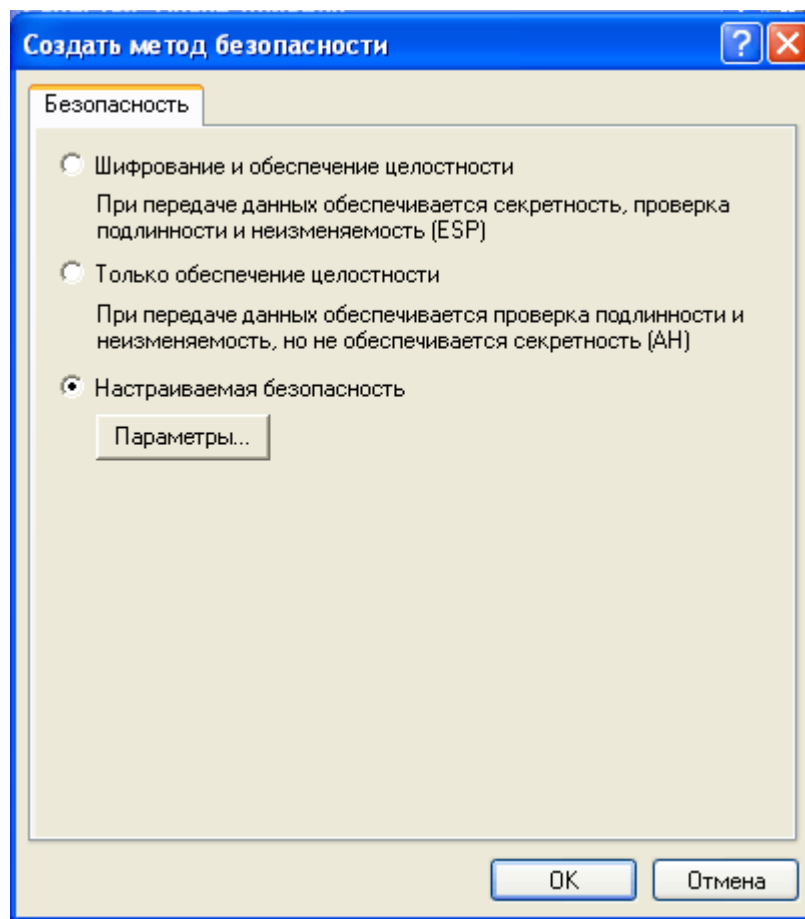 Создать метод безопасности
Безопасность
Шифрование и обеспечение целостности
При передаче данных обеспечивается секретность, проверка
подлинности и неизменяемость (ESP)
Только обеспечение целостности
При передаче данных обеспечивается проверка подлинности и
неизменяемость, но не обеспечивается секретность (AH)
Настраиваемая безопасность
Параметры...
OK
Отмена